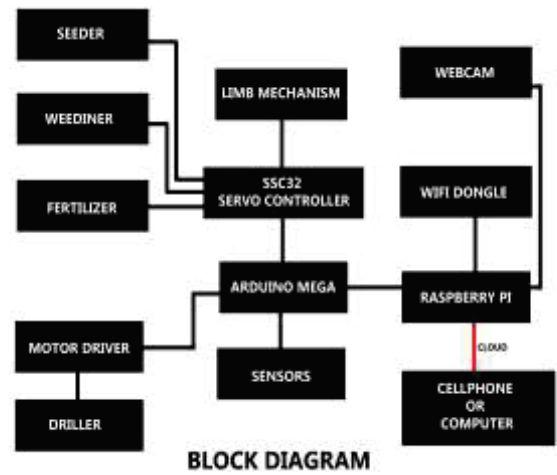 SEEDER
WEBCAM
LIMB MECHANISM
WEEDINER
SSC32
SERVO CONTROLLER
WIFI DONGLE
FERTILIZER
ARDUINO MEGA
RASPBERRY PI
MOTOR DRIVER
CLOUD
SENSORS
CELLPHONE
OR
COMPUTER
DRILLER
BLOCK DIAGRAM